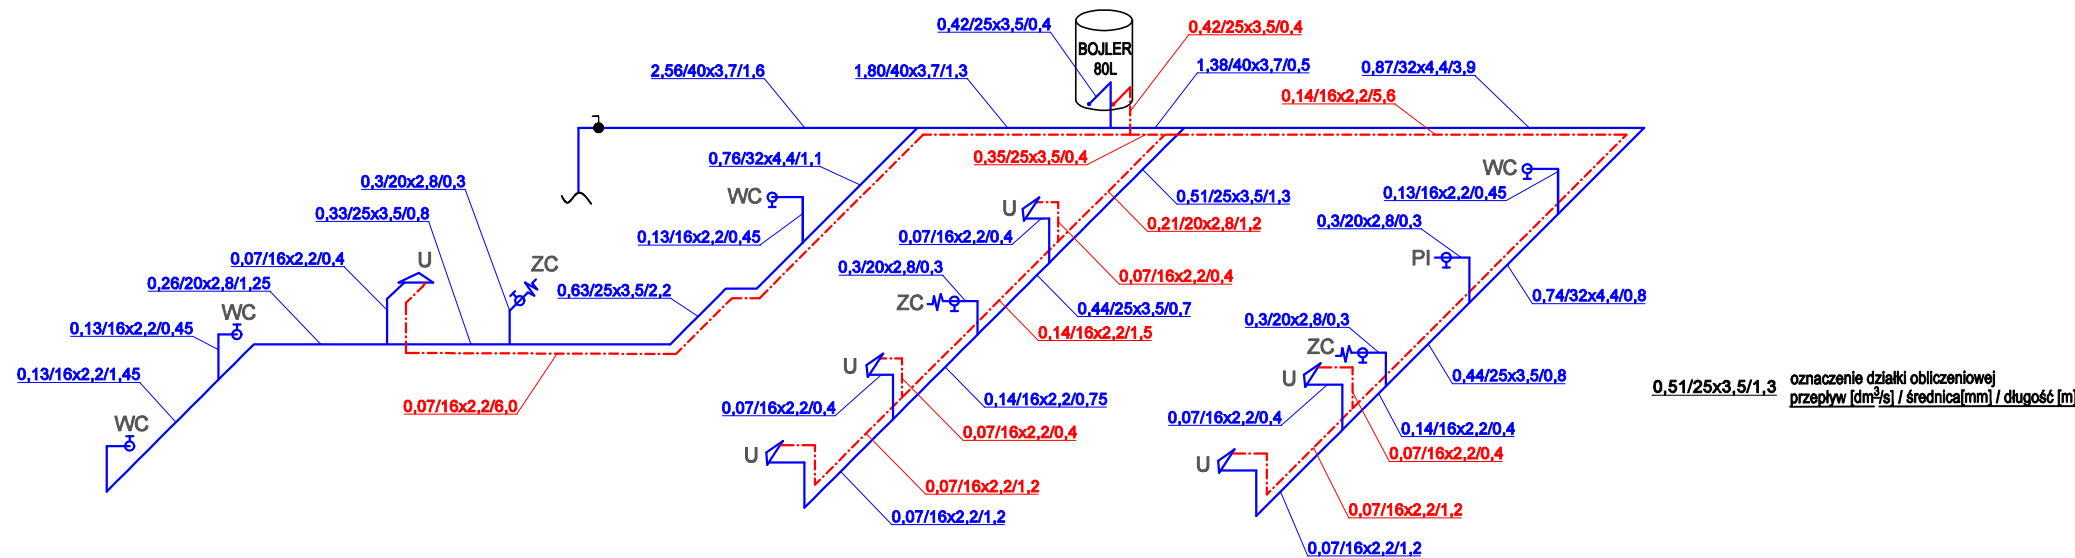 0,42/25x3,5/0,4
0,42/25x3,5/0,4
BOJLER
80L
2,56/40x3,7/1,6
1,80/40x3,7/1,3
1,38/40x3,7/0,5
0,87/32x4,4/3,9
0,14/16x2,2/5,6
0,76/32x4,4/1,1
0,35/25x3,5/0,4
WC
0,3/20x2,8/0,3
WC
0,13/16x2,2/0,45
0,51/25x3,5/1,3
0,33/25x3,5/0,8
U
0,21/20x2,8/1,2
0,3/20x2,8/0,3
0,13/16x2,2/0,45
0,07/16x2,2/0,4
0,07/16x2,2/0,4
U
ZC
PI
0,3/20x2,8/0,3
0,07/16x2,2/0,4
0,26/20x2,8/1,25
0,63/25x3,5/2,2
0,74/32x4,4/0,8
ZC
0,44/25x3,5/0,7
WC
0,3/20x2,8/0,3
0,13/16x2,2/0,45
0,14/16x2,2/1,5
ZC
U
U
0,13/16x2,2/1,45
0,44/25x3,5/0,8
0,51/25x3,5/1,3
oznaczenie działki obliczeniowej
przepływ [dm³/s] / średnica[mm] / długość [m]
0,07/16x2,2/6,0
0,07/16x2,2/0,4
0,14/16x2,2/0,75
0,07/16x2,2/0,4
WC
0,07/16x2,2/0,4
0,14/16x2,2/0,4
U
0,07/16x2,2/0,4
U
0,07/16x2,2/1,2
0,07/16x2,2/1,2
0,07/16x2,2/1,2
0,07/16x2,2/1,2